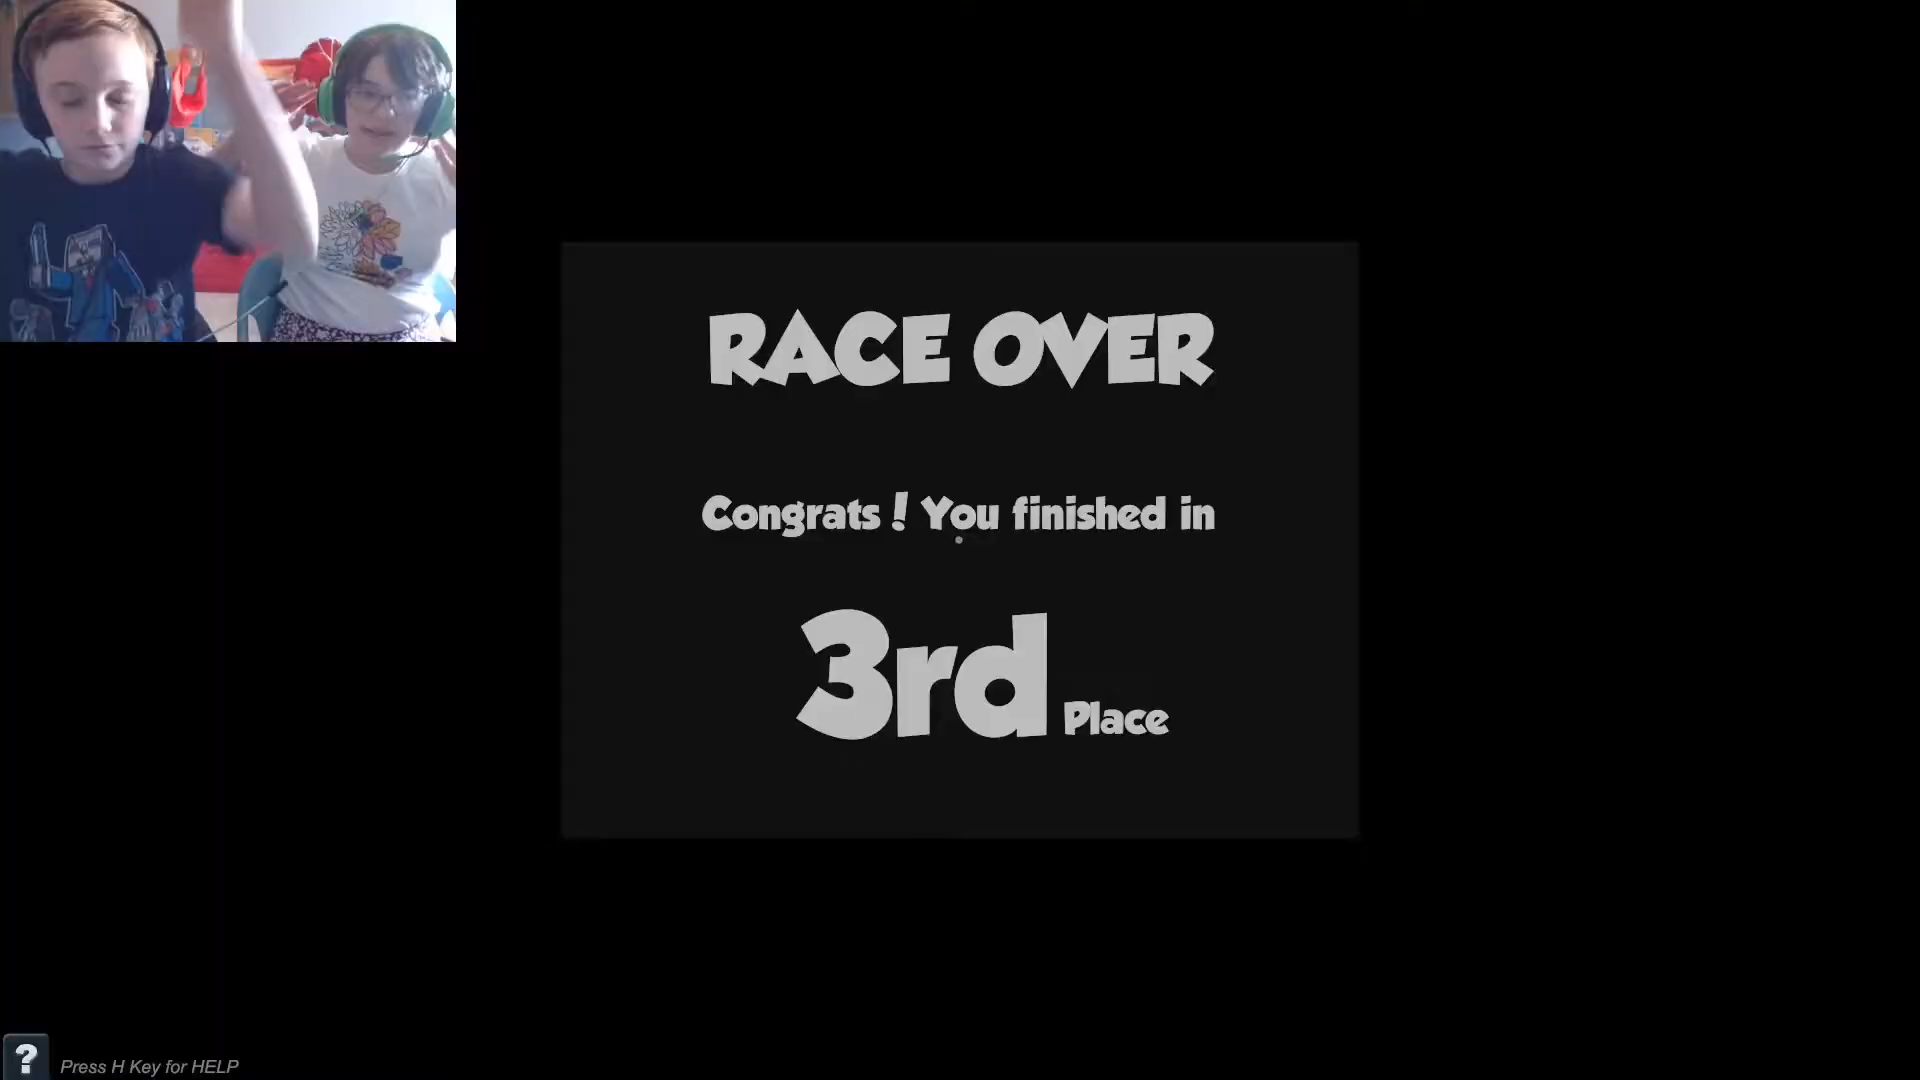 RACE OVER
Congrats! You finished in
3rd Place
? Press H Key for HELP